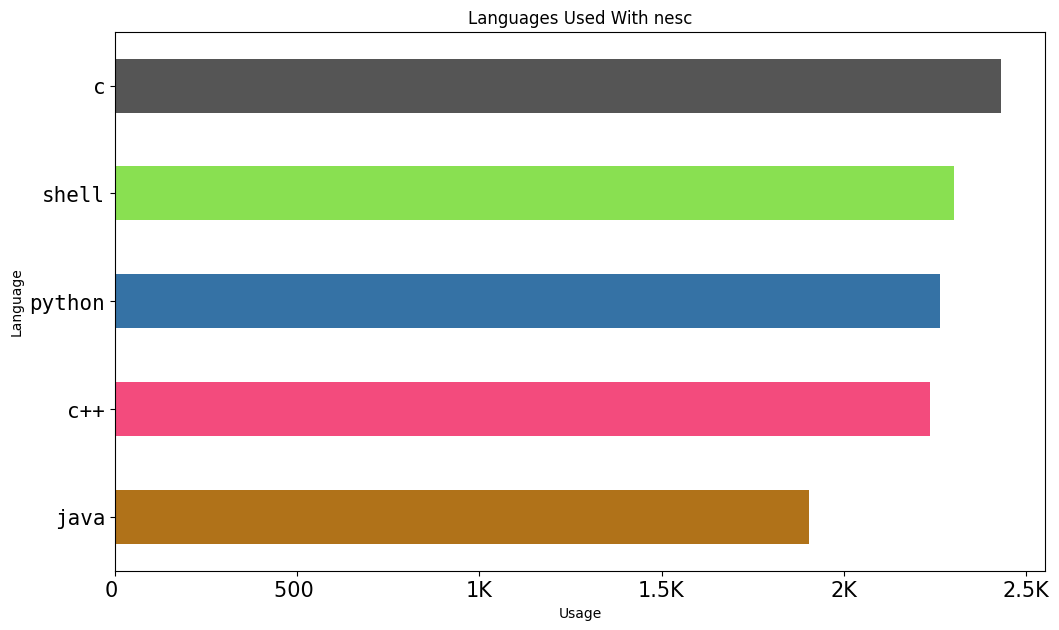 Languages Used With nesc
Language
c
shell
python
c++
java
0 500 1K 1.5K 2K 2.5K
Usage